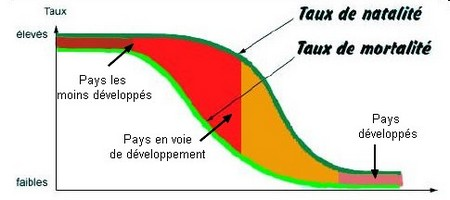 Taux
élevés
Taux de natalité
Taux de mortalité
Pays les
moins développés
Pays en voie
de développement
Pays
développés
faibles